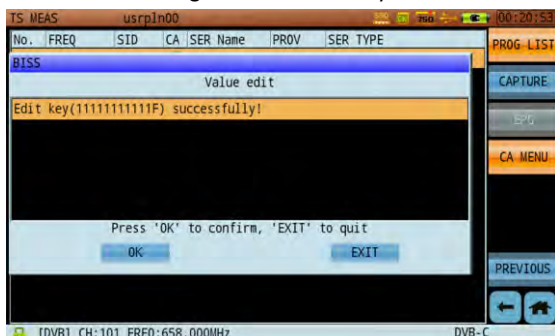 TS MEAS usrpln00 750 00:20:53
No. FREQ SID CA SER Name PROV SER TYPE
PROG LIST
BISS
Value edit
CAPTURE
Edit key(11111111111F) successfully!
EPG
CA MENU
Press 'OK' to confirm, 'EXIT' to quit
OK EXIT
PREVIOUS
[DVB] CH:101 FREQ:658.000MHz DVB-C